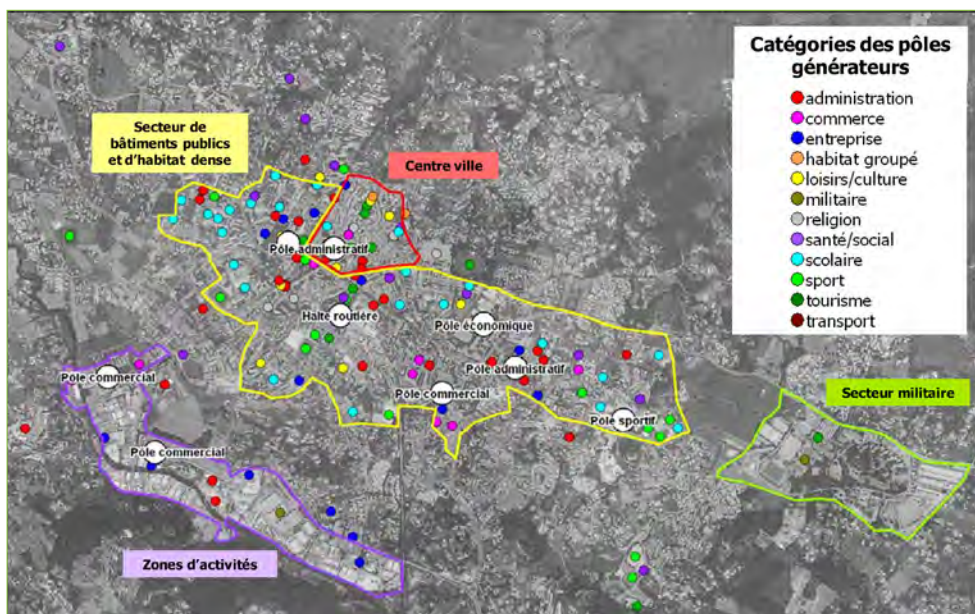 Catégories des pôles
générateurs
administration
commerce
entreprise
habitat groupé
loisirs/culture
militaire
religion
santé/social
scolaire
sport
tourisme
transport
Secteur de
bâtiments publics
et d'habitat dense
Centre ville
Pôle administratif
Halte routière
Pôle économique
Pôle commercial
Pôle administratif
Pôle commercial
Secteur militaire
Pôle sportif
Pôle commercial
Zones d'activités